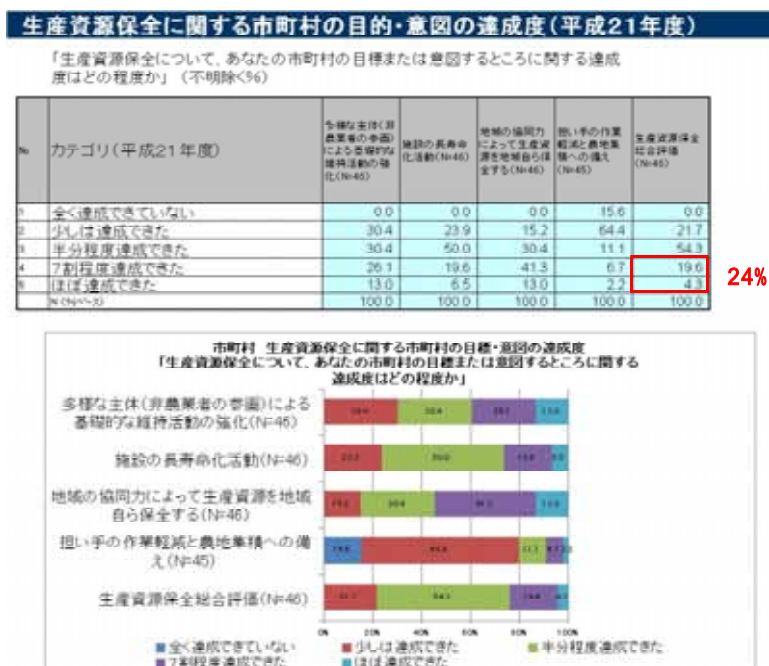 生産資源保全に関する市町村の目的・意図の達成度(平成21年度)
「生産資源保全について、あなたの市町村の目標または意図するところに関する達成
度はどの程度か」(不明除く%)
No カテゴリ(平成21年度) 多様な主体(非農業者の参画)による基礎的な維持活動の強化(N=46) 施設の長寿命化活動(N=46) 地域の協同力によって生産資源を地域自ら保全する(N=46) 担い手の作業軽減と農地集積への備え(N=45) 生産資源保全総合評価(N=46)
1 全く達成できていない 0.0 0.0 0.0 15.6 0.0
2 少しは達成できた 30.4 23.9 15.2 64.4 21.7
3 半分程度達成できた 30.4 50.0 30.4 11.1 54.3
4 7割程度達成できた 26.1 19.6 41.3 6.7 19.6
5 ほぼ達成できた 13.0 6.5 13.0 2.2 4.3
N(%ベース) 100.0 100.0 100.0 100.0 100.0
24%
市町村 生産資源保全に関する市町村の目標・意図の達成度
「生産資源保全について、あなたの市町村の目標または意図するところに関する
達成度はどの程度か」
多様な主体(非農業者の参画)による
基礎的な維持活動の強化(N=46)
施設の長寿命化活動(N=46)
地域の協同力によって生産資源を地域
自ら保全する(N=46)
担い手の作業軽減と農地集積への備
え(N=45)
生産資源保全総合評価(N=46)
0% 20% 40% 60% 80% 100%
全く達成できていない 少しは達成できた 半分程度達成できた
7割程度達成できた ほぼ達成できた